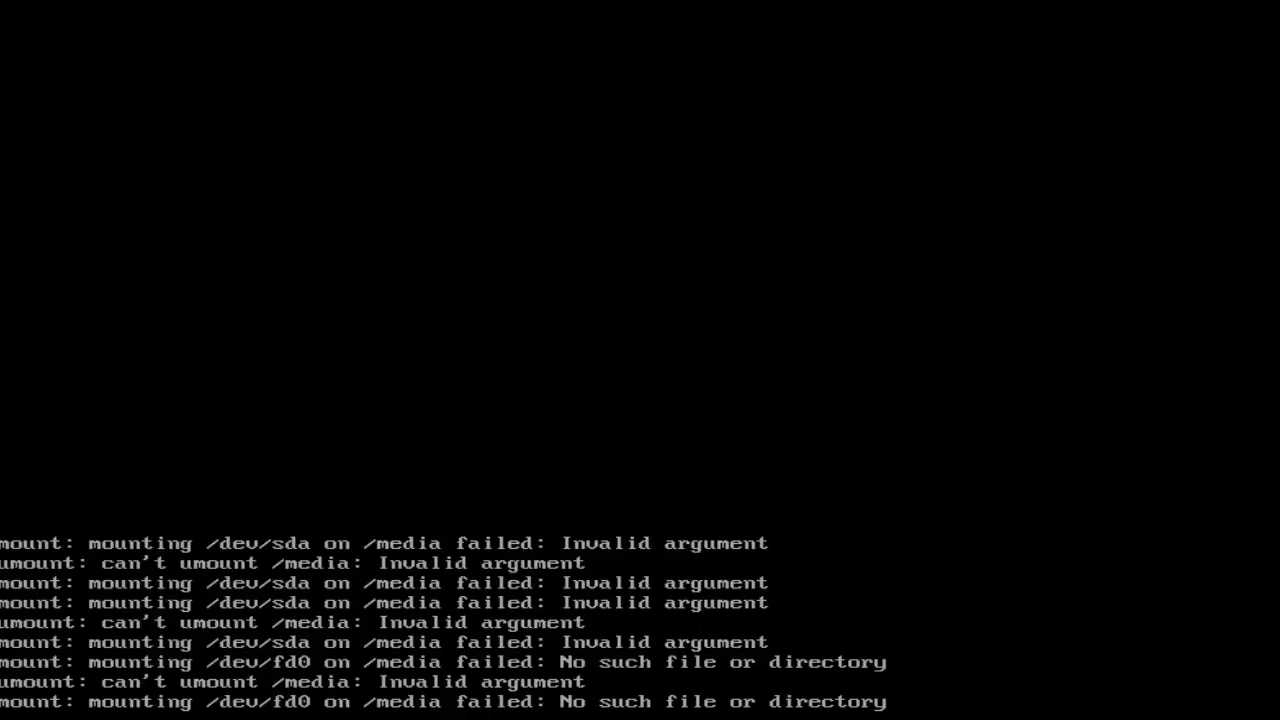 mount: mounting /dev/sda on /media failed: Invalid argument
umount: can't umount /media: Invalid argument
mount: mounting /dev/sda on /media failed: Invalid argument
mount: mounting /dev/sda on /media failed: Invalid argument
umount: can't umount /media: Invalid argument
mount: mounting /dev/sda on /media failed: Invalid argument
mount: mounting /dev/fd0 on /media failed: No such file or directory
umount: can't umount /media: Invalid argument
mount: mounting /dev/fd0 on /media failed: No such file or directory